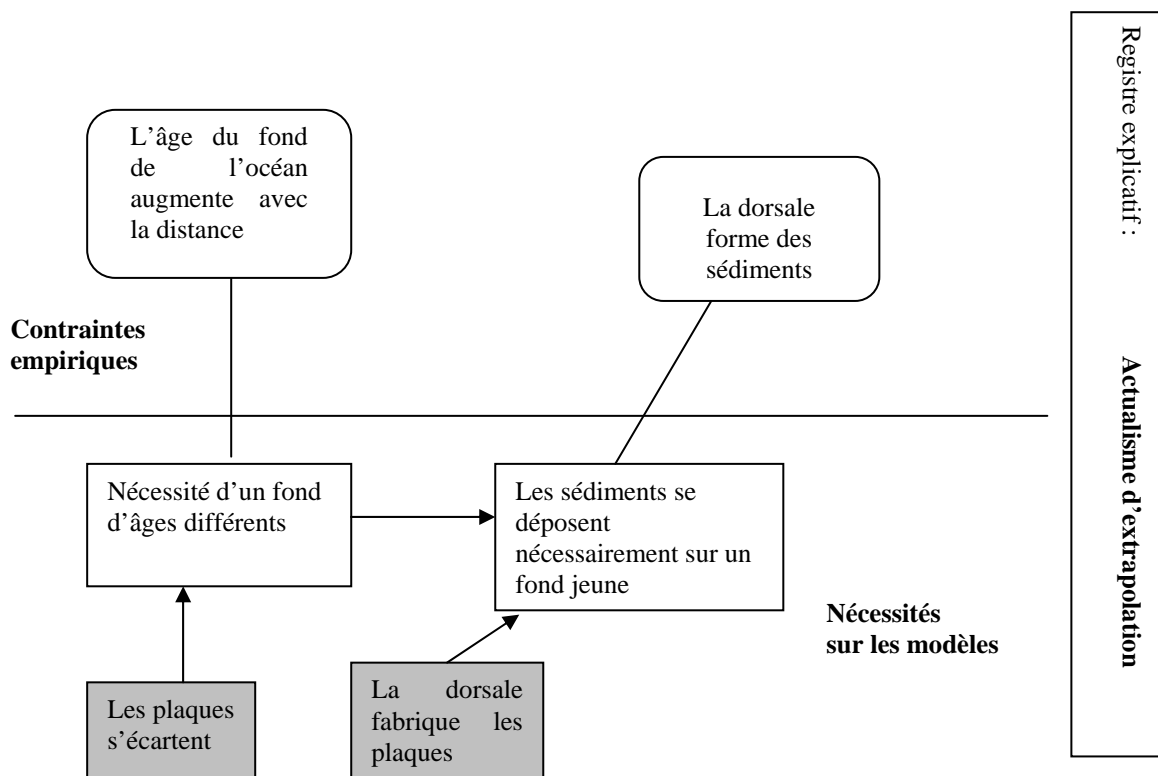 L’âge du fond
de l’océan
augmente avec
la distance
La dorsale
forme des
sédiments
Contraintes
empiriques
Nécessité d’un fond
d’âges différents
Les sédiments se
déposent
nécessairement sur un
fond jeune
Nécessités
sur les modèles
Les plaques
s’écartent
La dorsale
fabrique les
plaques
Registre explicatif : Actualisme d’extrapolation